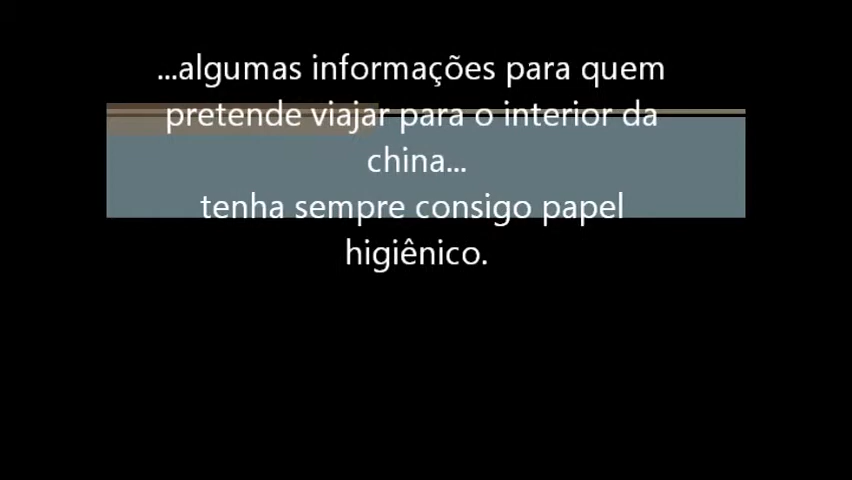 ...algumas informações para quem
pretende viajar para o interior da
china...
tenha sempre consigo papel
higiênico.